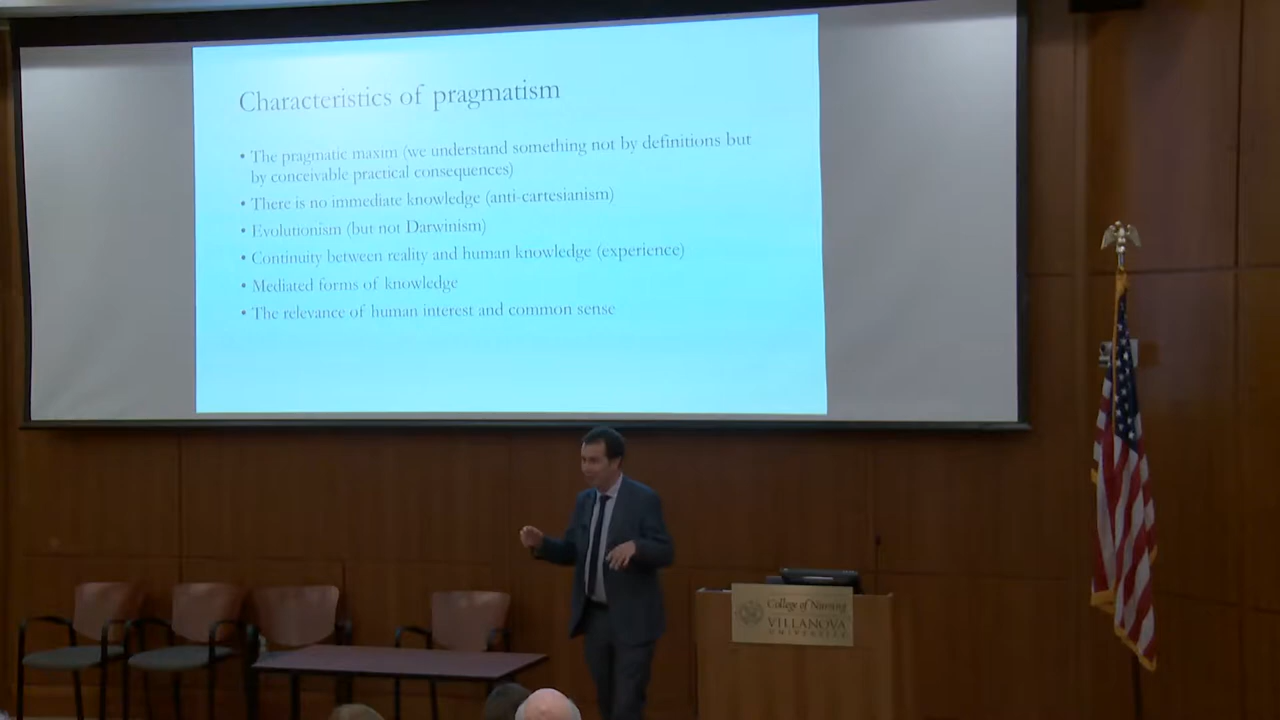 Characteristics of pragmatism
• The pragmatic maxim (we understand something not by definitions but
by conceivable practical consequences)
• There is no immediate knowledge (anti-cartesianism)
• Evolutionism (but not Darwinism)
• Continuity between reality and human knowledge (experience)
• Mediated forms of knowledge
• The relevance of human interest and common sense
College of Nursing
VILLANOVA
UNIVERSITY